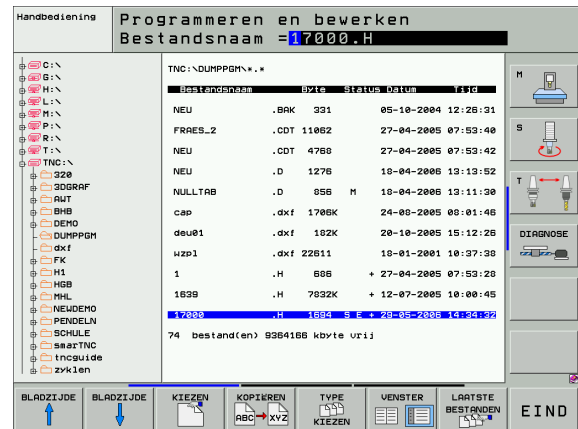 Handbediening
Programmeren en bewerken
Bestandsnaam =17000.H
C:\
G:\
H:\
L:\
M:\
P:\
R:\
T:\
TNC:\
320
3DGRAF
AWT
BHB
DEMO
DUMPPGM
dxf
FK
H1
HGB
MHL
NEWDEMO
PENDELN
SCHULE
smarTNC
tncguide
zyklen
TNC:\DUMPPGM\*.*
Bestandsnaam Byte Status Datum Tijd
NEU .BAK 331 05-10-2004 12:26:31
FRAES_2 .CDT 11062 27-04-2005 07:53:40
NEU .CDT 4768 27-04-2005 07:53:42
NEU .D 1276 18-04-2006 13:13:52
NULLTAB .D 856 M 18-04-2006 13:11:30
cap .dxf 1706K 24-08-2005 08:01:46
deu01 .dxf 182K 20-10-2005 15:12:26
wzpl .dxf 22611 18-01-2001 10:37:38
1 .H 686 + 27-04-2005 07:53:28
1639 .H 7832K + 12-07-2005 10:00:45
17000 .H 1694 S E + 29-05-2006 14:34:32
74 bestand(en) 9364166 kbyte vrij
M
S
T
DIAGNOSE
BLADZIJDE
BLADZIJDE
KIEZEN
KOPIËREN
ABC
XYZ
TYPE
KIEZEN
VENSTER
LAATSTE
BESTANDEN
EIND